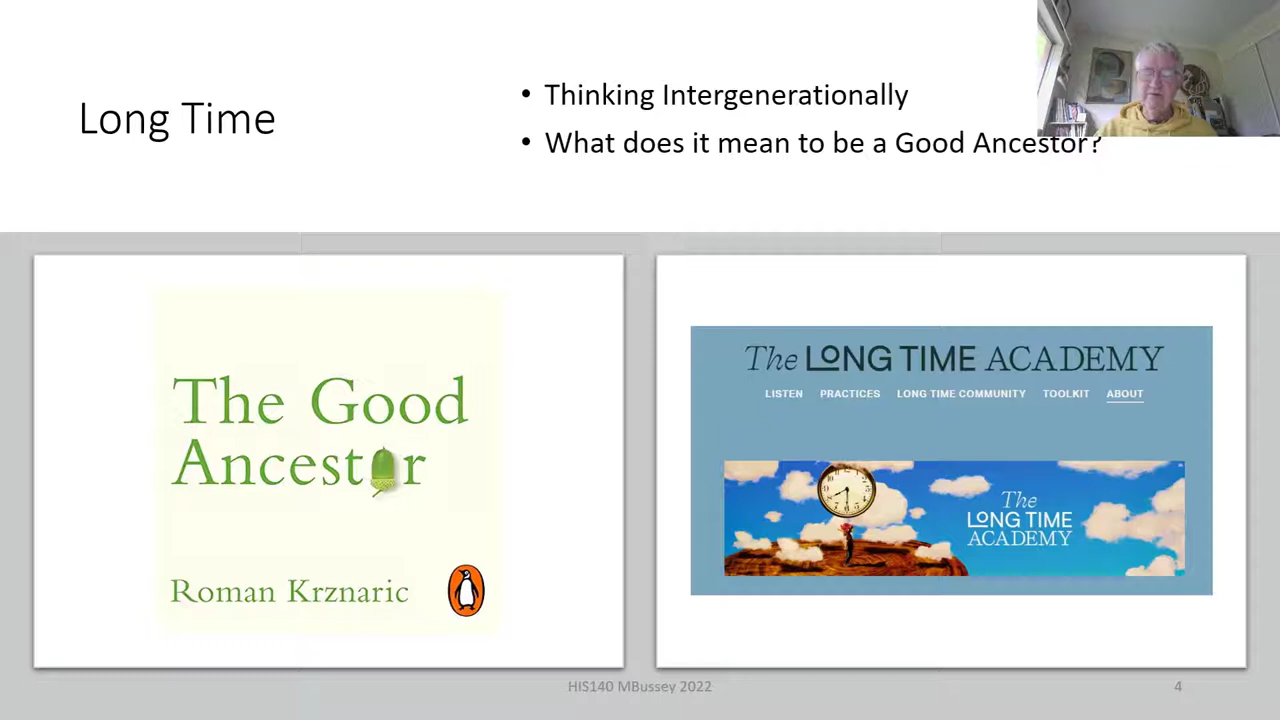 Long Time
• Thinking Intergenerationally
• What does it mean to be a Good Ancestor?
The Good
Ancestor
Roman Krznaric
The LONG TIME ACADEMY
LISTEN PRACTICES LONG TIME COMMUNITY TOOLKIT ABOUT
The
LONG TIME
ACADEMY
HIS140 MBussey 2022
4